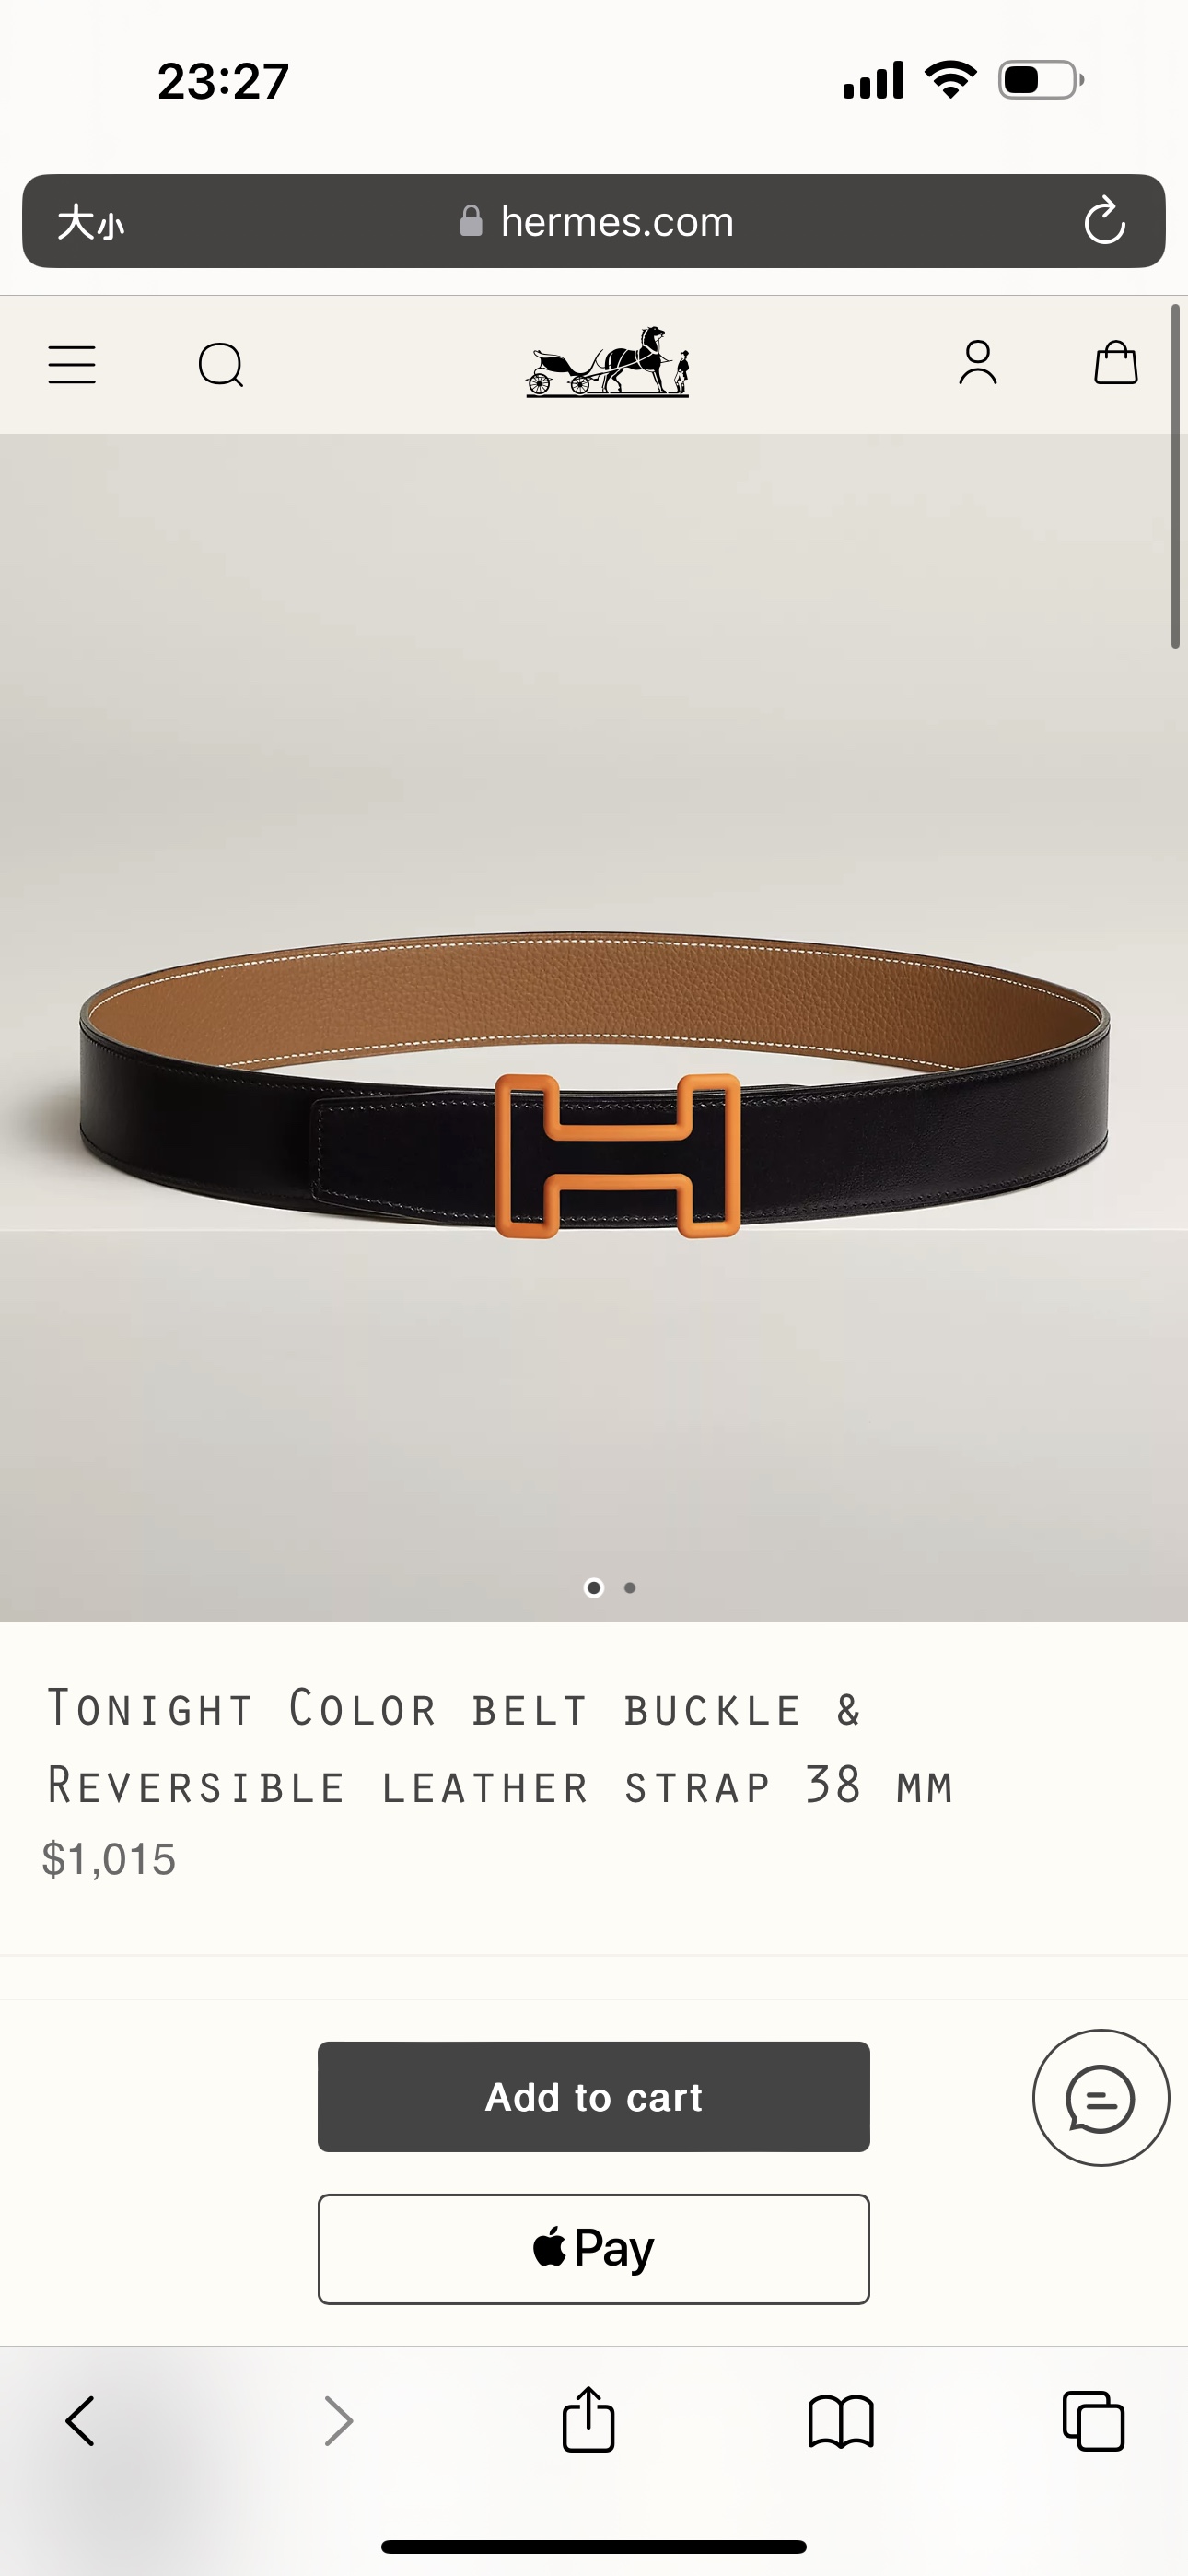 23:27
大小 hermes.com
Tonight Color belt buckle &
Reversible leather strap 38 mm
$1,015
Add to cart
Pay